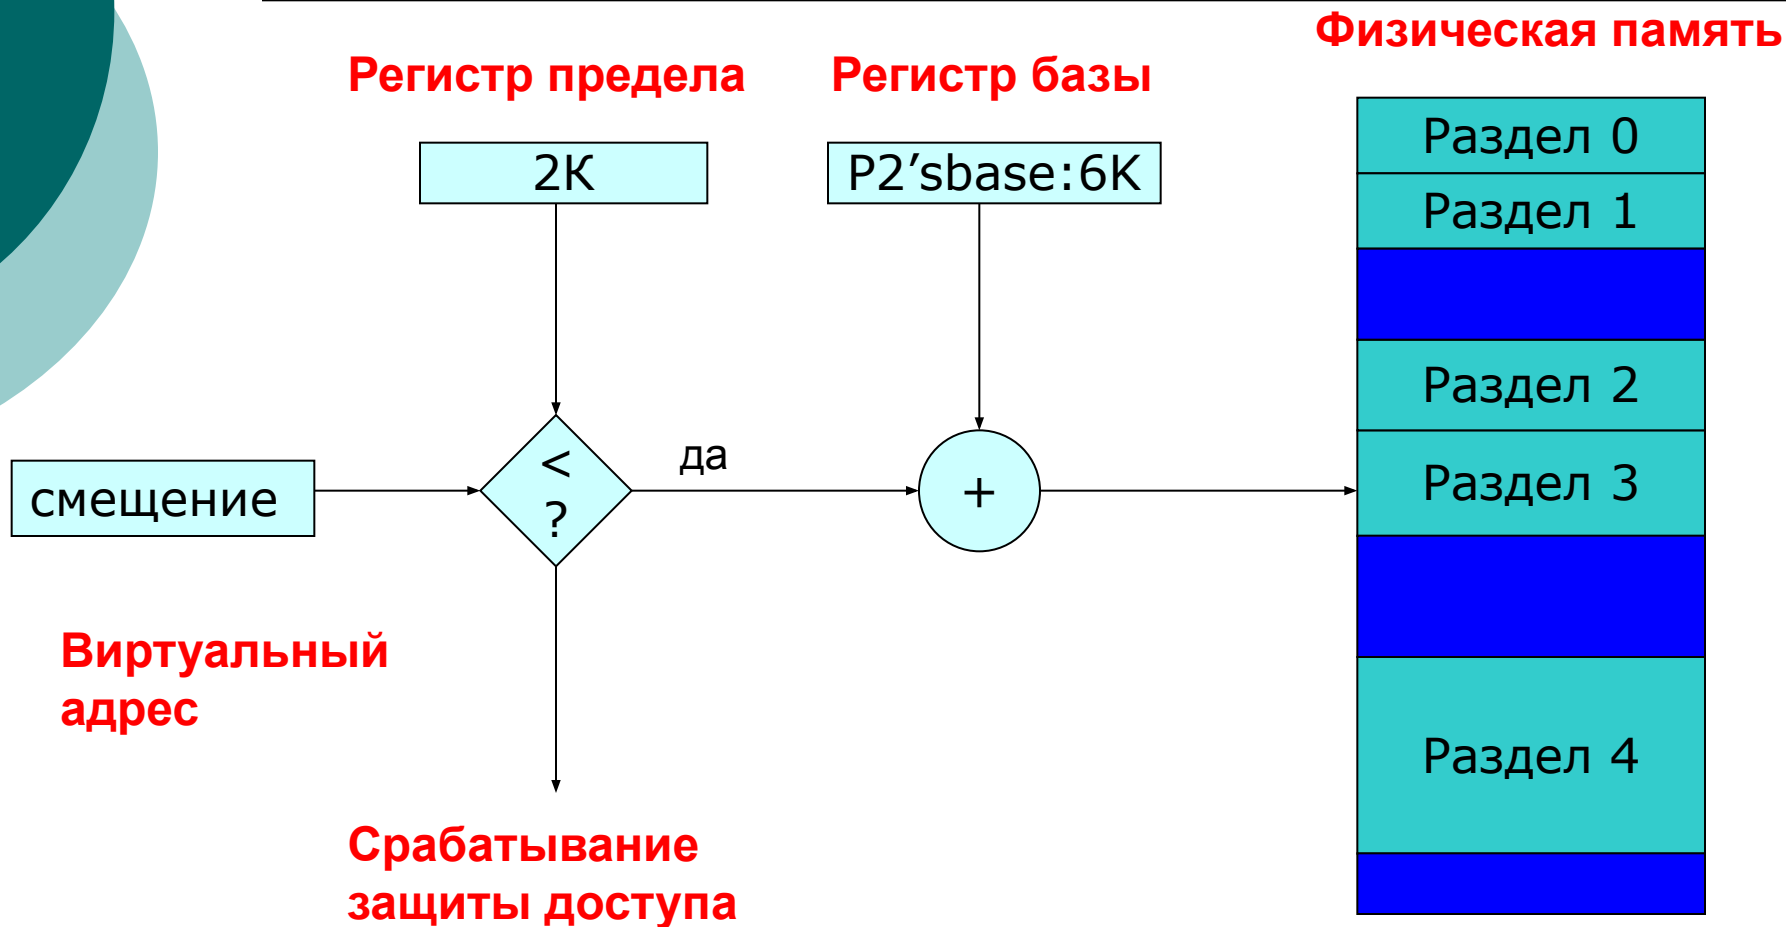 Физическая память
Регистр предела
Регистр базы
2К
P2’sbase:6K
Раздел 0
Раздел 1
Раздел 2
Раздел 3
Раздел 4
смещение
<
?
да
+
Виртуальный
адрес
Срабатывание
защиты доступа